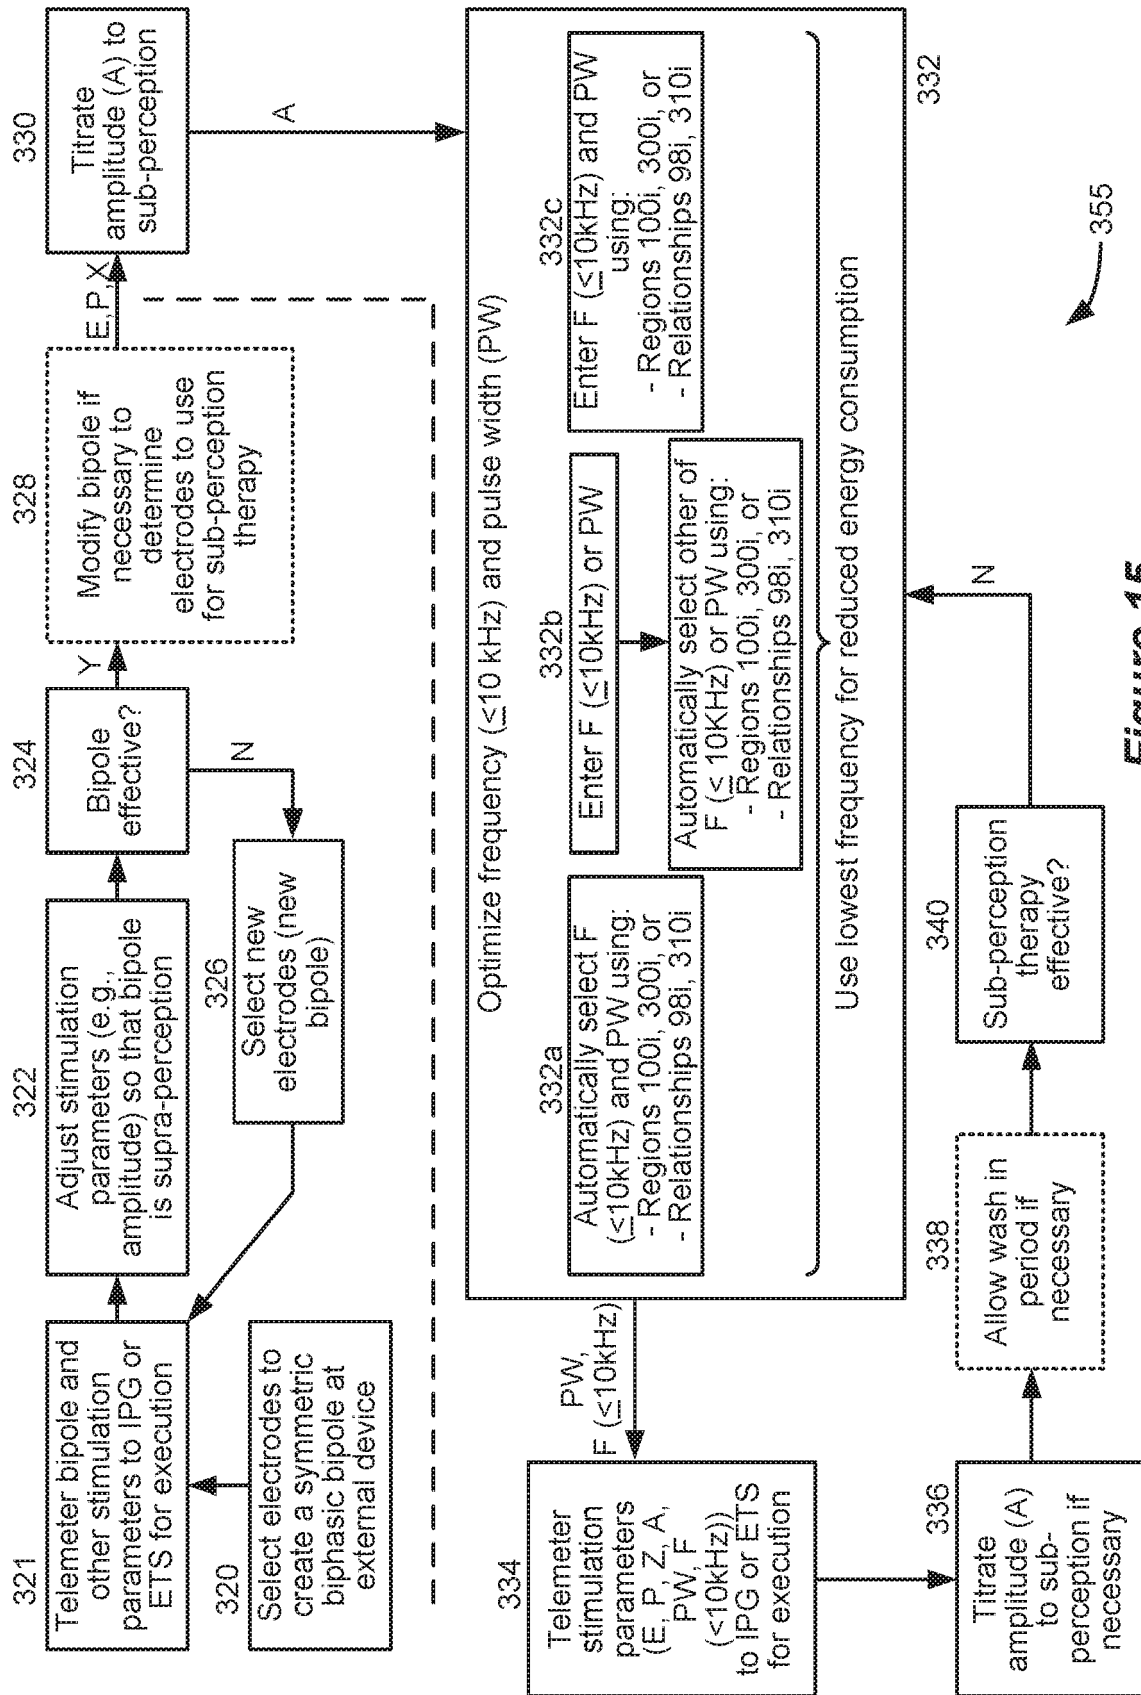 321
Telemeter bipole and
other stimulation
parameters to IPG or
ETS for execution
320
Select electrodes to
create a symmetric
biphasic bipole at
external device
322
Adjust stimulation
parameters (e.g.,
amplitude) so that bipole
is supra-perception
324
Bipole
effective?
Y
N
326
Select new
electrodes (new
bipole)
328
Modify bipole if
necessary to
determine
electrodes to use
for sub-perception
therapy
E, P, X
330
Titrate
amplitude (A) to
sub-perception
A
Optimize frequency (≤10 kHz) and pulse width (PW)
332a
Automatically select F
(≤10kHz) and PW using:
- Regions 100i, 300i, or
- Relationships 98i, 310i
332b
Enter F (≤10kHz) or PW
Automatically select other of
F (≤ 10KHz) or PW using:
- Regions 100i, 300i, or
- Relationships 98i, 310i
332c
Enter F (≤10kHz) and PW
using:
- Regions 100i, 300i, or
- Relationships 98i, 310i
Use lowest frequency for reduced energy consumption
332
PW,
F (≤10kHz)
334
Telemeter
stimulation
parameters
(E, P, Z, A,
PW, F
(≤10kHz))
to IPG or ETS
for execution
336
Titrate
amplitude (A)
to sub-
perception if
necessary
338
Allow wash in
period if
necessary
340
Sub-perception
therapy
effective?
N
355
Figure 15